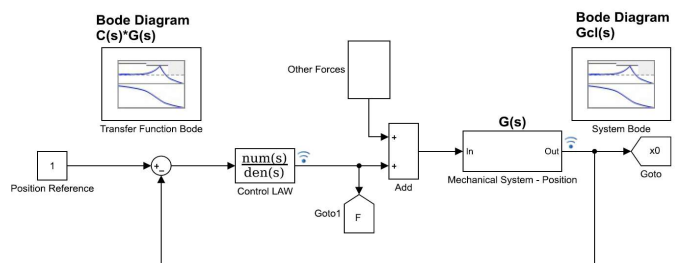 Bode Diagram
C(s)*G(s)
Transfer Function Bode
Other Forces
Bode Diagram
Gcl(s)
System Bode
1
Position Reference
+
−
num(s)
den(s)
Control LAW
Goto1
F
+
+
Add
G(s)
In
Out
Mechanical System - Position
x0
Goto